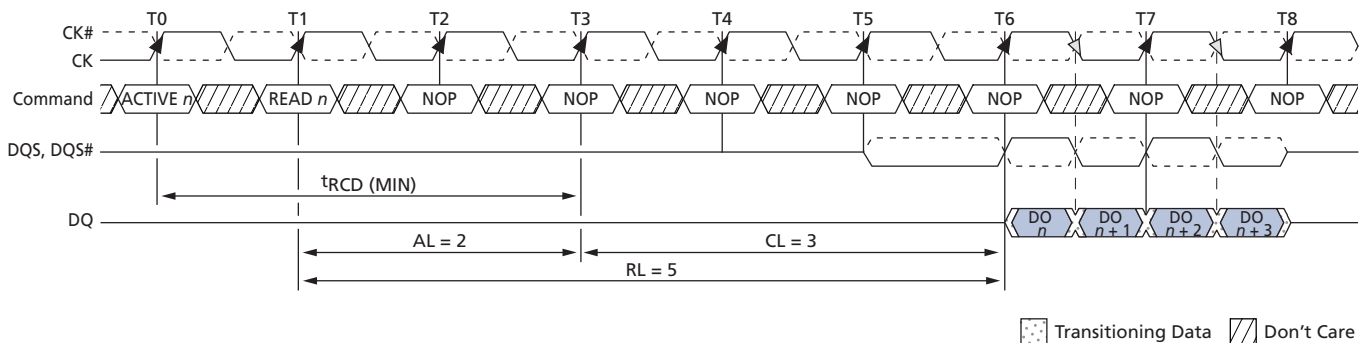 T0 T1 T2 T3 T4 T5 T6 T7 T8
CK#
CK
Command ACTIVE n READ n NOP NOP NOP NOP NOP NOP NOP
DQS, DQS#
tRCD (MIN)
DQ DO n DO n + 1 DO n + 2 DO n + 3
AL = 2 CL = 3
RL = 5
Transitioning Data Don't Care